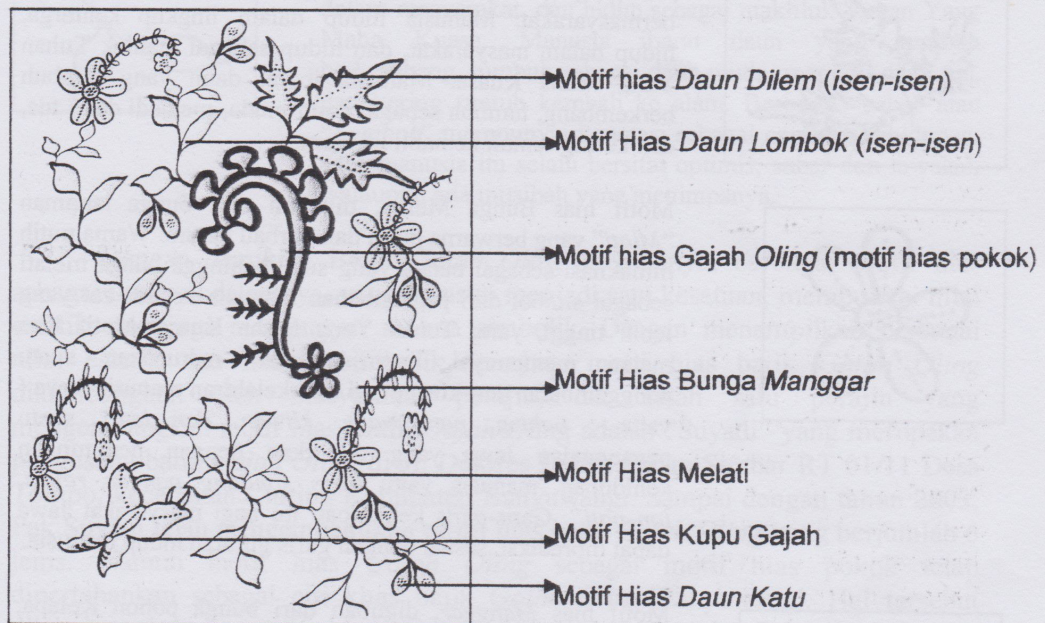 Motif hias Daun Dilem (isen-isen)
Motif Hias Daun Lombok (isen-isen)
Motif hias Gajah Oling (motif hias pokok)
Motif Hias Bunga Manggar
Motif Hias Melati
Motif Hias Kupu Gajah
Motif Hias Daun Katu